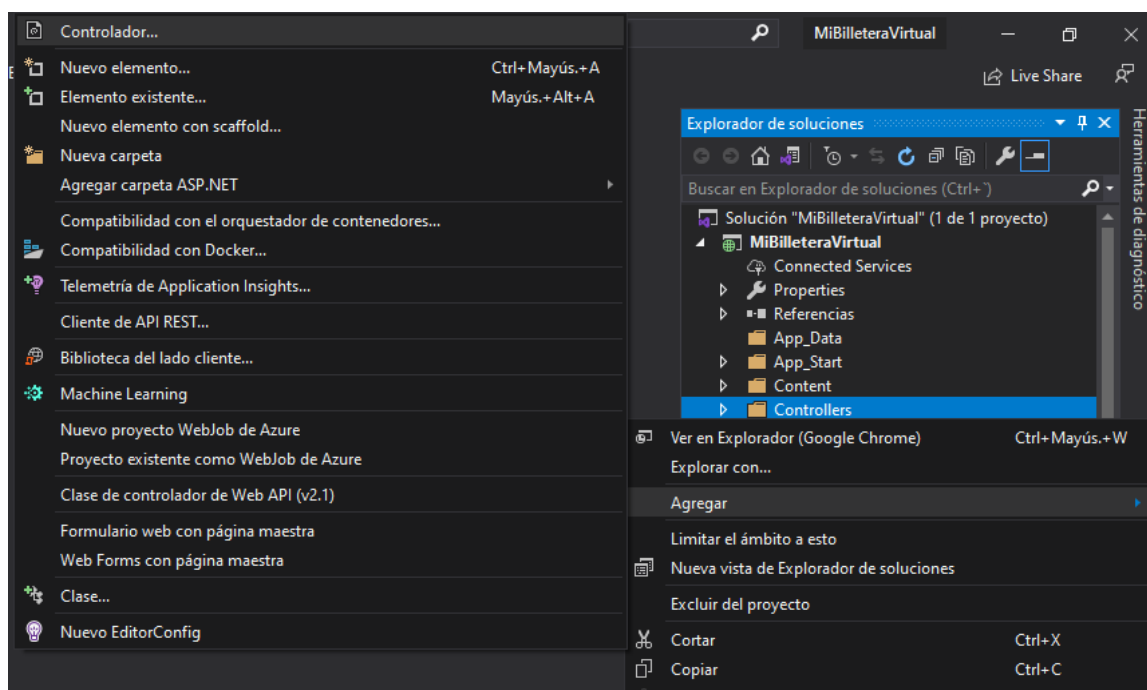 Controlador...
Nuevo elemento... Ctrl+Mayús.+A
Elemento existente... Mayús.+Alt+A
Nuevo elemento con scaffold...
Nueva carpeta
Agregar carpeta ASP.NET
Compatibilidad con el orquestador de contenedores...
Compatibilidad con Docker...
Telemetría de Application Insights...
Cliente de API REST...
Biblioteca del lado cliente...
Machine Learning
Nuevo proyecto WebJob de Azure
Proyecto existente como WebJob de Azure
Clase de controlador de Web API (v2.1)
Formulario web con página maestra
Web Forms con página maestra
Clase...
Nuevo EditorConfig
MiBilleteraVirtual
Live Share
Explorador de soluciones
Buscar en Explorador de soluciones (Ctrl+`)
Solución "MiBilleteraVirtual" (1 de 1 proyecto)
MiBilleteraVirtual
Connected Services
Properties
Referencias
App_Data
App_Start
Content
Controllers
Ver en Explorador (Google Chrome) Ctrl+Mayús.+W
Explorar con...
Agregar
Limitar el ámbito a esto
Nueva vista de Explorador de soluciones
Excluir del proyecto
Cortar Ctrl+X
Copiar Ctrl+C
Herramientas de diagnóstico